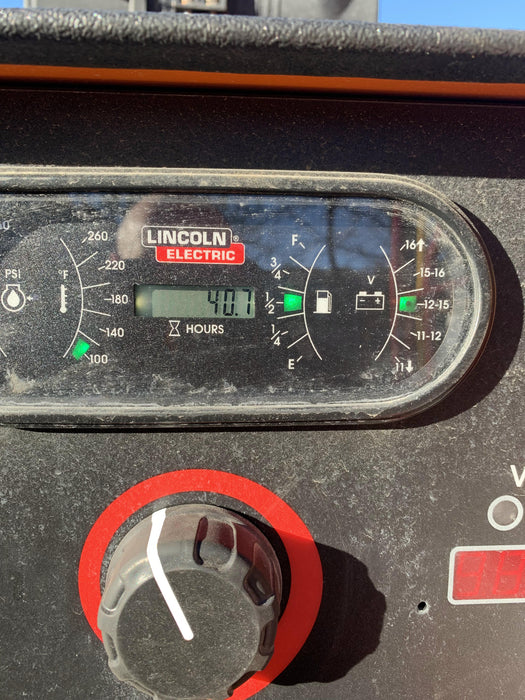 PSI
°F
260
220
180
140
100
LINCOLN®
ELECTRIC
40.7
HOURS
F
3/4
1/2
1/4
E
V
16↑
15-16
12-15
11-12
11↓
V